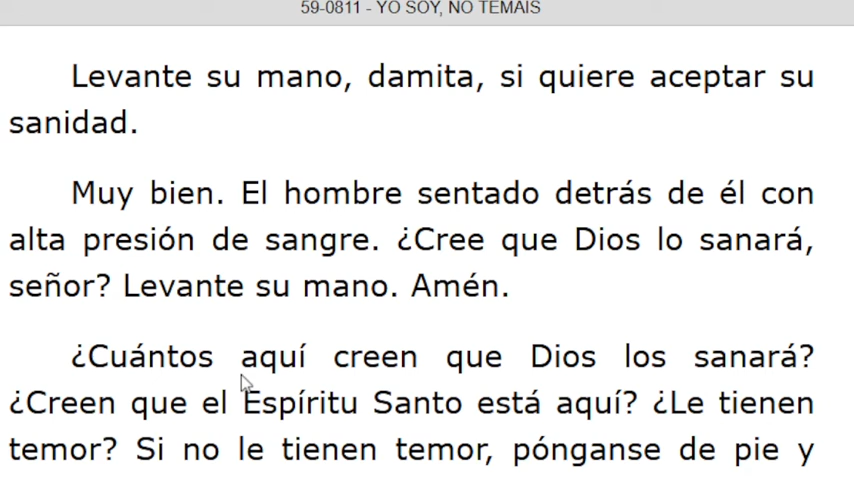 59-0811 - YO SOY, NO TEMAIS
Levante su mano, damita, si quiere aceptar su
sanidad.
Muy bien. El hombre sentado detrás de él con
alta presión de sangre. ¿Cree que Dios lo sanará,
señor? Levante su mano. Amén.
¿Cuántos aquí creen que Dios los sanará?
¿Creen que el Espíritu Santo está aquí? ¿Le tienen
temor? Si no le tienen temor, pónganse de pie y